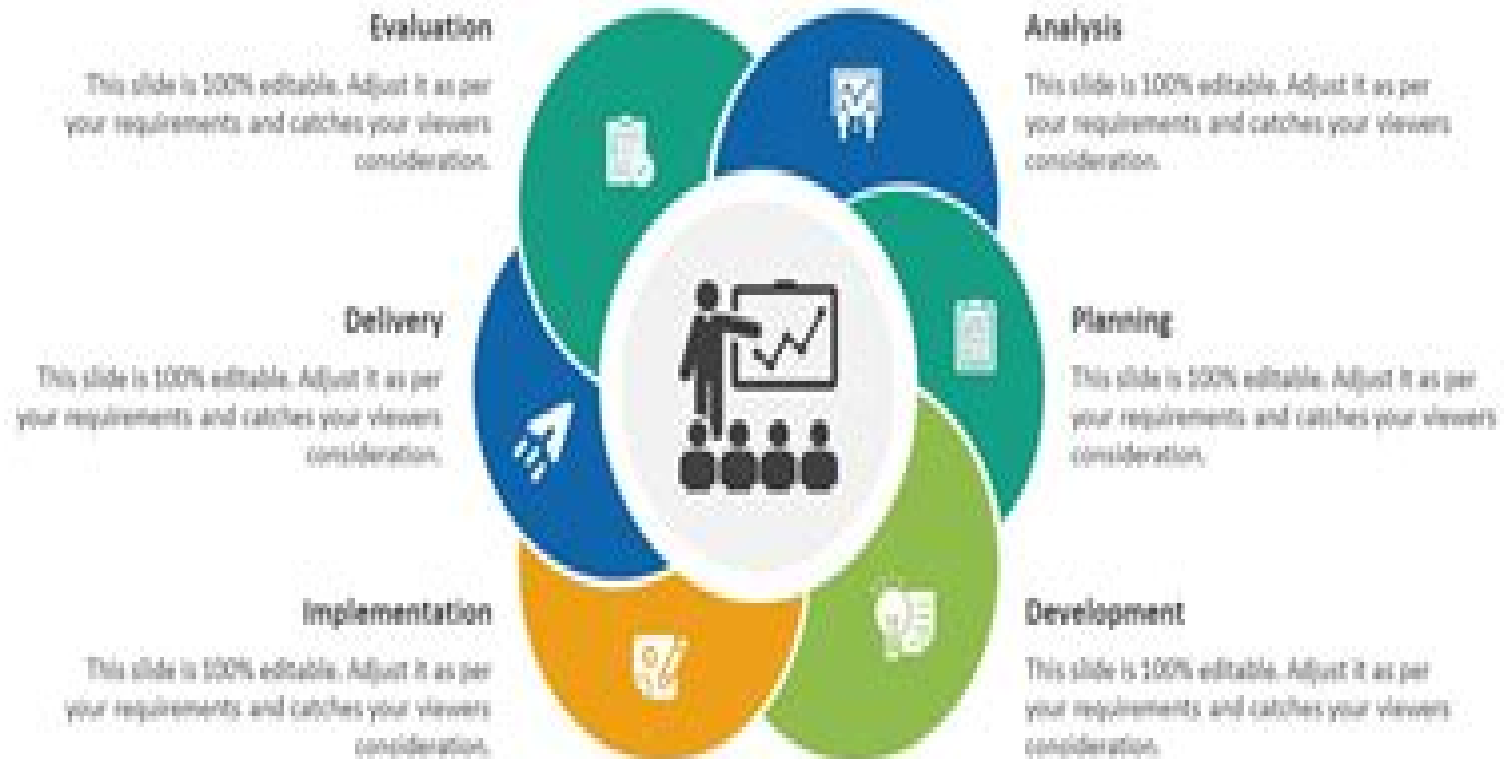 Evaluation
This slide is 100% editable. Adjust it as per
your requirements and catches your viewers
consideration.
Analysis
This slide is 100% editable. Adjust it as per
your requirements and catches your viewers
consideration.
Delivery
This slide is 100% editable. Adjust it as per
your requirements and catches your viewers
consideration.
Planning
This slide is 100% editable. Adjust it as per
your requirements and catches your viewers
consideration.
Implementation
This slide is 100% editable. Adjust it as per
your requirements and catches your viewers
consideration.
Development
This slide is 100% editable. Adjust it as per
your requirements and catches your viewers
consideration.